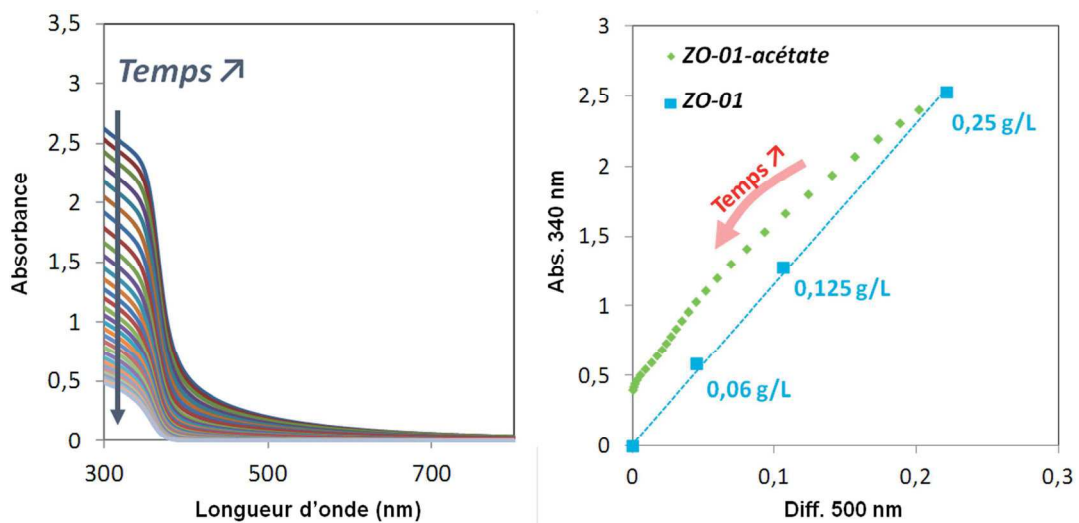 3,5
3
2,5
2
1,5
1
0,5
0
Absorbance
Temps ↗
300
500
700
Longueur d'onde (nm)
3
2,5
2
1,5
1
0,5
0
Abs. 340 nm
ZO-01-acétate
ZO-01
Temps ↗
0,25 g/L
0,125 g/L
0,06 g/L
0
0,1
0,2
0,3
Diff. 500 nm